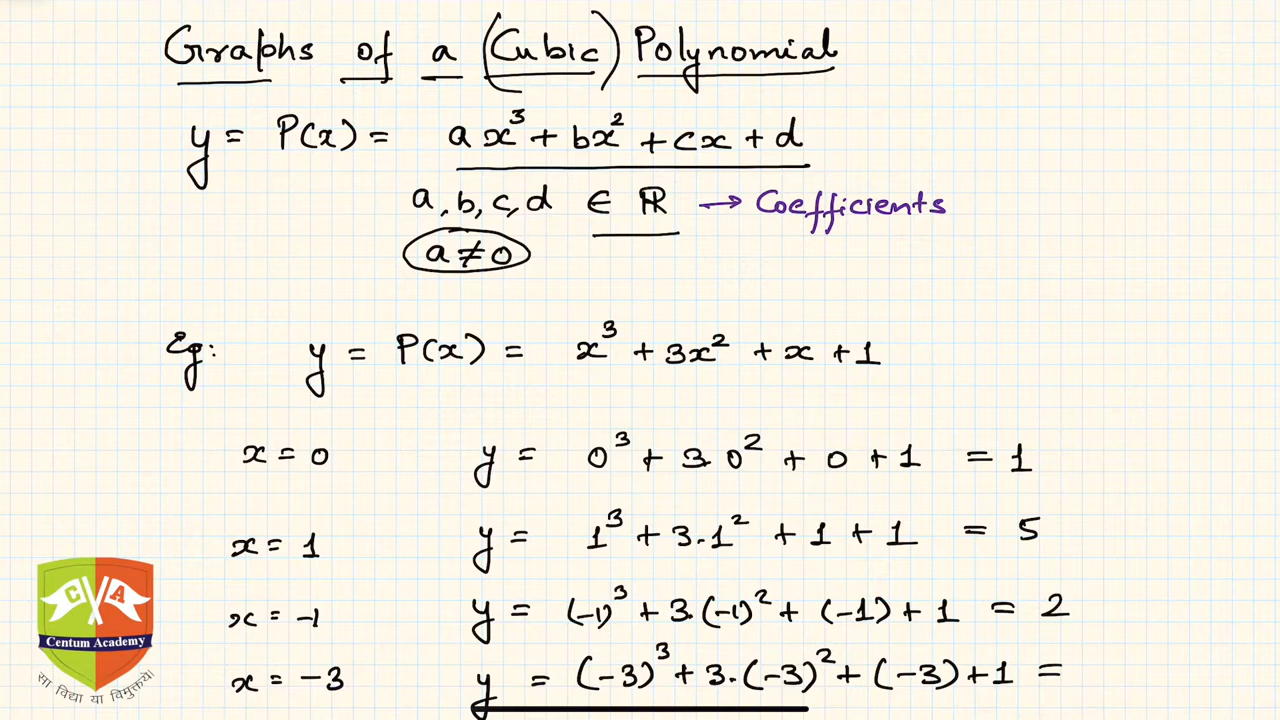 Graphs of a (Cubic) Polynomial
y = P(x) = ax³ + bx² + cx + d
a, b, c, d ∈ ℝ → Coefficients
a ≠ 0
Eg: y = P(x) = x³ + 3x² + x + 1
x = 0 y = 0³ + 3.0² + 0 + 1 = 1
x = 1 y = 1³ + 3.1² + 1 + 1 = 5
x = -1 y = (-1)³ + 3.(-1)² + (-1) + 1 = 2
x = -3 y = (-3)³ + 3.(-3)² + (-3) + 1 =
C A
Centum Academy
सा विद्या या विमुक्तये